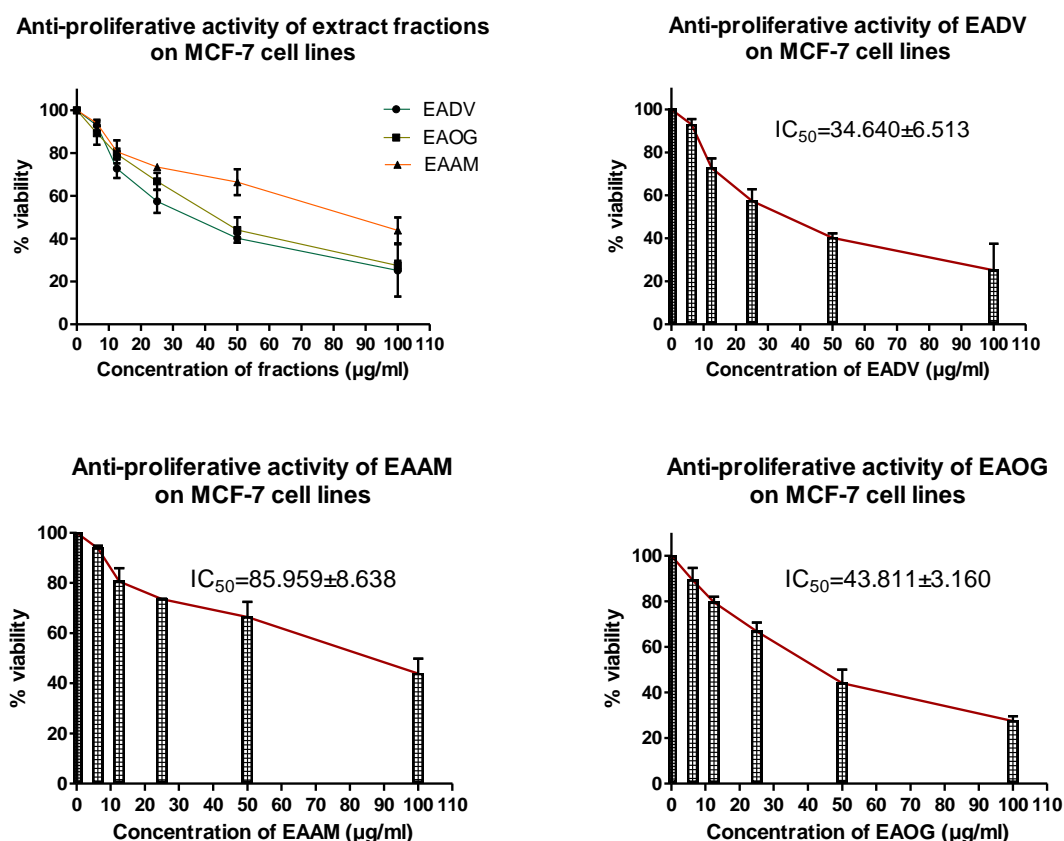 Anti-proliferative activity of extract fractions
on MCF-7 cell lines
% viability
100
80
60
40
20
0
EADV
EAOG
EAAM
0 10 20 30 40 50 60 70 80 90 100 110
Concentration of fractions (µg/ml)
Anti-proliferative activity of EADV
on MCF-7 cell lines
% viability
100
80
60
40
20
0
IC50=34.640±6.513
0 10 20 30 40 50 60 70 80 90 100 110
Concentration of EADV (µg/ml)
Anti-proliferative activity of EAAM
on MCF-7 cell lines
% viability
100
80
60
40
20
0
IC50=85.959±8.638
0 10 20 30 40 50 60 70 80 90 100 110
Concentration of EAAM (µg/ml)
Anti-proliferative activity of EAOG
on MCF-7 cell lines
% viability
100
80
60
40
20
0
IC50=43.811±3.160
0 10 20 30 40 50 60 70 80 90 100 110
Concentration of EAOG (µg/ml)